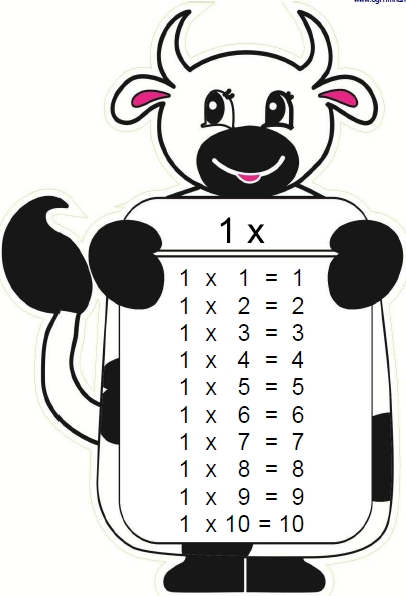 1 x
1 x 1 = 1
1 x 2 = 2
1 x 3 = 3
1 x 4 = 4
1 x 5 = 5
1 x 6 = 6
1 x 7 = 7
1 x 8 = 8
1 x 9 = 9
1 x 10 = 10